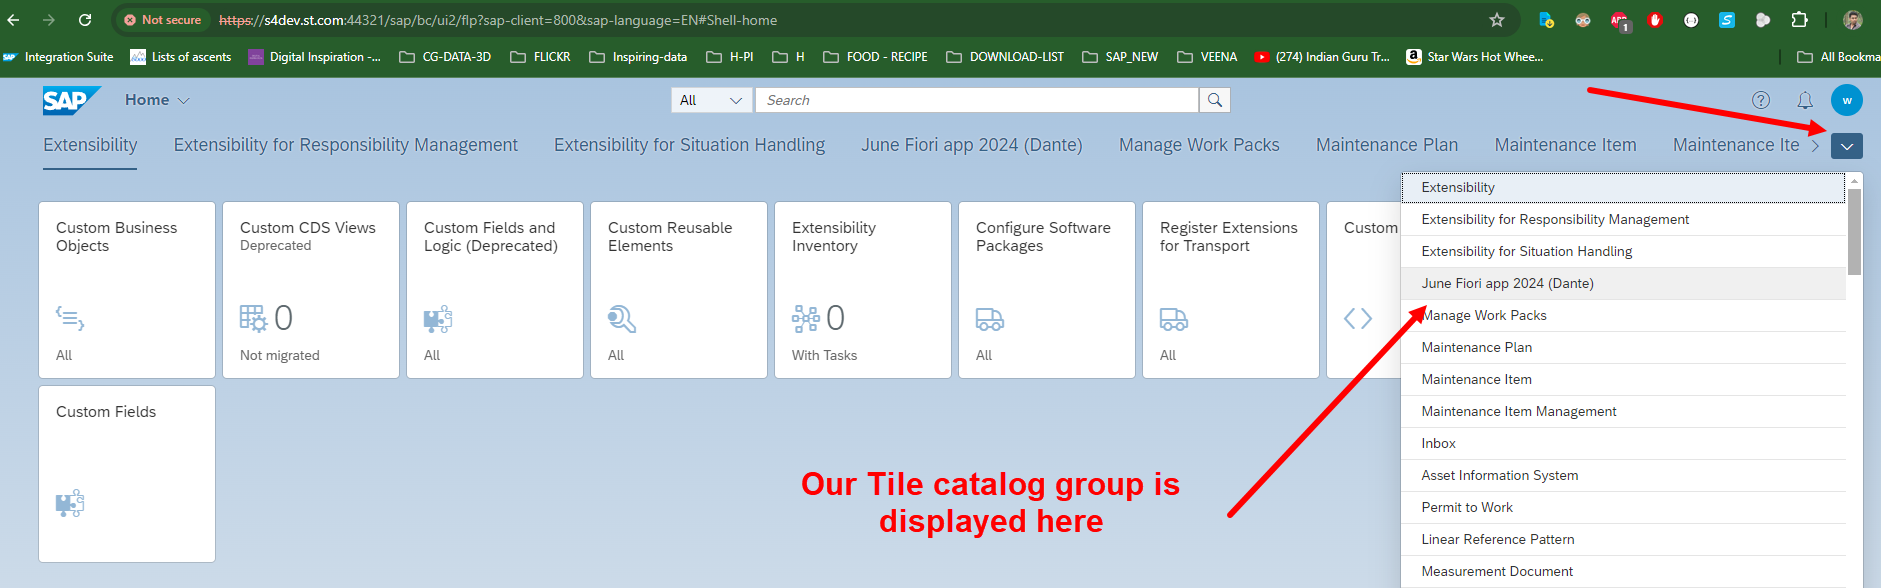 Not secure https://s4dev.st.com:44321/sap/bc/ui2/flp?sap-client=800&sap-language=EN#Shell-home
ABP 1 S
SAP Integration Suite Lists of ascents Digital Inspiration -... CG-DATA-3D FLICKR Inspiring-data H-PI H FOOD - RECIPE DOWNLOAD-LIST SAP_NEW VEENA (274) Indian Guru Tr... a Star Wars Hot Whee... All Bookma
SAP Home All Search ? w
Extensibility Extensibility for Responsibility Management Extensibility for Situation Handling June Fiori app 2024 (Dante) Manage Work Packs Maintenance Plan Maintenance Item Maintenance Ite
Custom Business
Objects
All
Custom CDS Views
Deprecated
0
Not migrated
Custom Fields and
Logic (Deprecated)
All
Custom Reusable
Elements
All
Extensibility
Inventory
0
With Tasks
Configure Software
Packages
All
Register Extensions
for Transport
All
Custom
Custom Fields
Extensibility
Extensibility for Responsibility Management
Extensibility for Situation Handling
June Fiori app 2024 (Dante)
Manage Work Packs
Maintenance Plan
Maintenance Item
Maintenance Item Management
Inbox
Asset Information System
Permit to Work
Linear Reference Pattern
Measurement Document
Our Tile catalog group is
displayed here